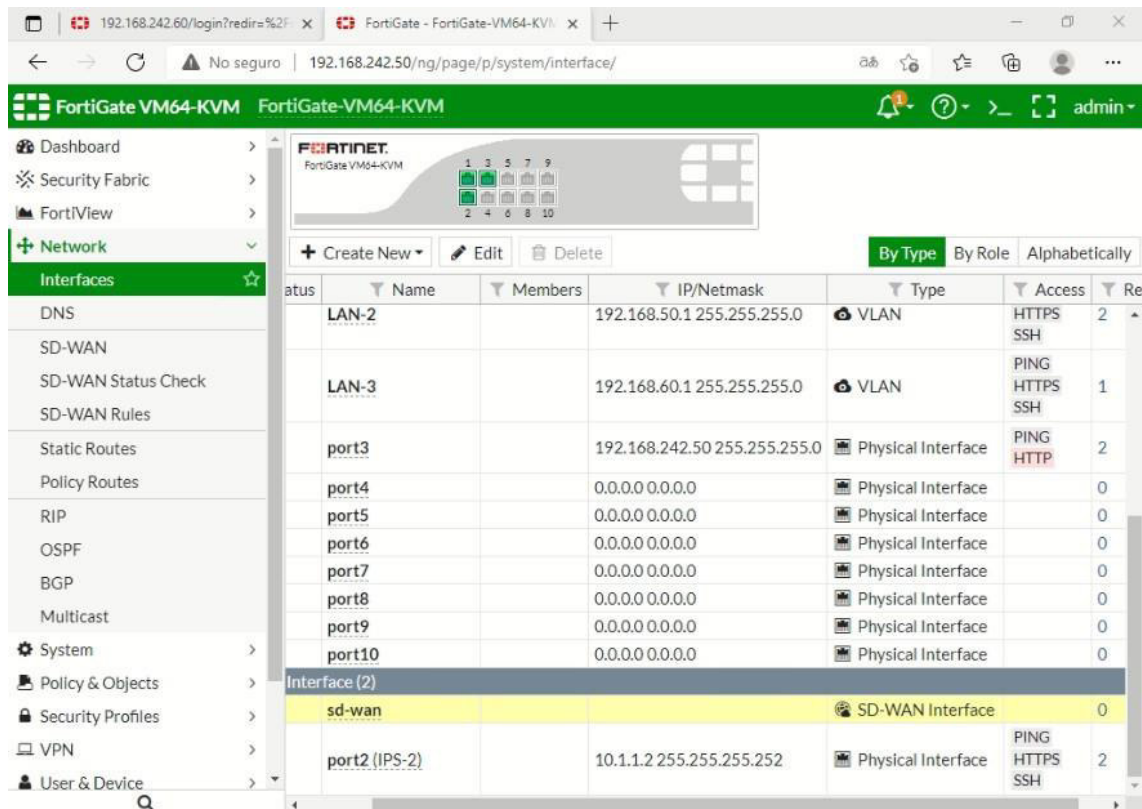 192.168.242.60/login?redir=%2F
FortiGate - FortiGate-VM64-KVM
No seguro 192.168.242.50/ng/page/p/system/interface/
FortiGate VM64-KVM FortiGate-VM64-KVM
1
admin
Dashboard
Security Fabric
FortiView
Network
Interfaces
DNS
SD-WAN
SD-WAN Status Check
SD-WAN Rules
Static Routes
Policy Routes
RIP
OSPF
BGP
Multicast
System
Policy & Objects
Security Profiles
VPN
User & Device
FORTINET
FortiGate VM64-KVM
1 3 5 7 9
2 4 6 8 10
+ Create New Edit Delete By Type By Role Alphabetically
atus Name Members IP/Netmask Type Access Re
LAN-2 192.168.50.1 255.255.255.0 VLAN HTTPS 2
SSH
PING
LAN-3 192.168.60.1 255.255.255.0 VLAN HTTPS 1
SSH
PING
port3 192.168.242.50 255.255.255.0 Physical Interface 2
HTTP
port4 0.0.0.0 0.0.0.0 Physical Interface 0
port5 0.0.0.0 0.0.0.0 Physical Interface 0
port6 0.0.0.0 0.0.0.0 Physical Interface 0
port7 0.0.0.0 0.0.0.0 Physical Interface 0
port8 0.0.0.0 0.0.0.0 Physical Interface 0
port9 0.0.0.0 0.0.0.0 Physical Interface 0
port10 0.0.0.0 0.0.0.0 Physical Interface 0
Interface (2)
sd-wan SD-WAN Interface 0
PING
port2 (IPS-2) 10.1.1.2 255.255.255.252 Physical Interface HTTPS 2
SSH